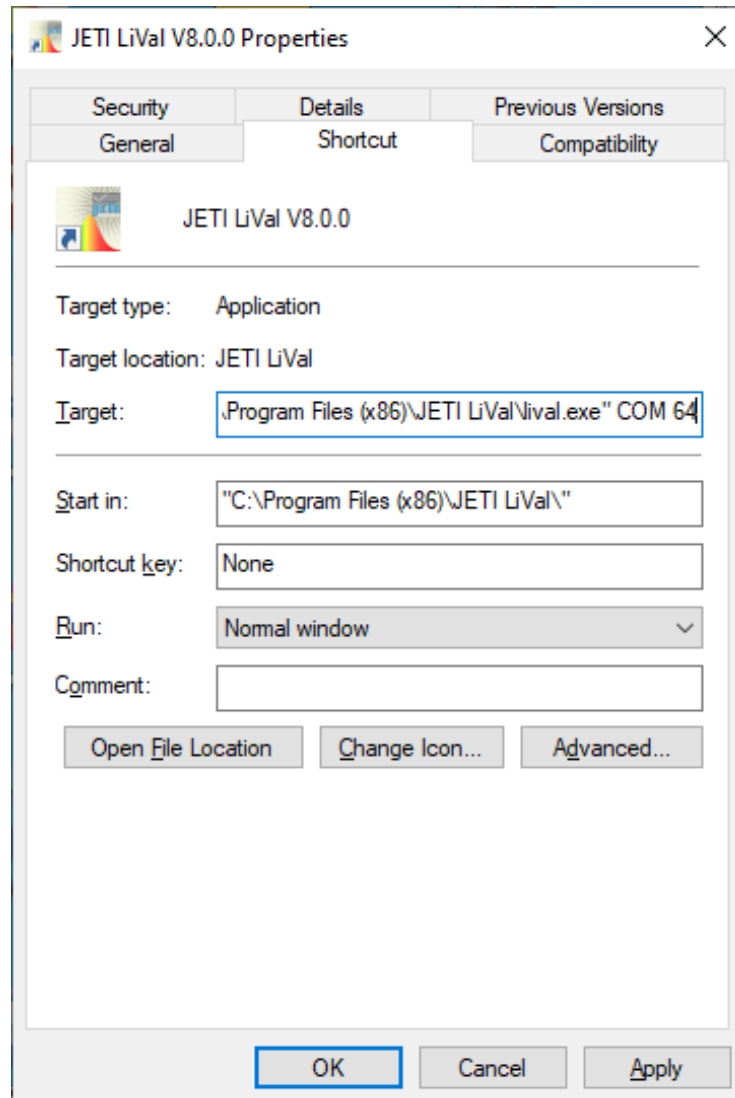 JETI LiVal V8.0.0 Properties
Security Details Previous Versions
General Shortcut Compatibility
JETI LiVal V8.0.0
Target type: Application
Target location: JETI LiVal
Target: \Program Files (x86)\JETI LiVal\lival.exe" COM 64
Start in: "C:\Program Files (x86)\JETI LiVal\"
Shortcut key: None
Run: Normal window
Comment:
Open File Location Change Icon... Advanced...
OK Cancel Apply